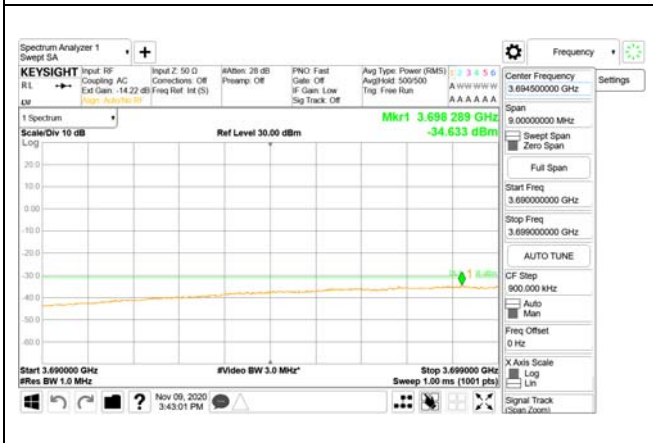 Spectrum Analyzer 1
Swept SA
+
Frequency
KEYSIGHT
RL
Input: RF
Coupling: AC
Ext Gain: -14.22 dB
Align: Auto/No RF
Input Z: 50 Ω
Corrections: Off
Freq Ref: Int (S)
#Atten: 28 dB
Preamp: Off
PNO: Fast
Gate: Off
IF Gain: Low
Sig Track: Off
Avg Type: Power (RMS)
Avg|Hold: 500/500
Trig: Free Run
1 2 3 4 5 6
A W W W W W
A A A A A A
1 Spectrum
Scale/Div 10 dB
Log
Ref Level 30.00 dBm
Mkr1 3.698 289 GHz
-34.633 dBm
20.0
10.0
0.00
-10.0
-20.0
-30.0
-40.0
-50.0
-60.0
1
Start 3.690000 GHz
#Res BW 1.0 MHz
#Video BW 3.0 MHz*
Stop 3.699000 GHz
Sweep 1.00 ms (1001 pts)
?
Nov 09, 2020
3:43:01 PM
Center Frequency
3.694500000 GHz
Settings
Span
9.00000000 MHz
Swept Span
Zero Span
Full Span
Start Freq
3.690000000 GHz
Stop Freq
3.699000000 GHz
AUTO TUNE
CF Step
900.000 kHz
Auto
Man
Freq Offset
0 Hz
X Axis Scale
Log
Lin
Signal Track
(Span Zoom)